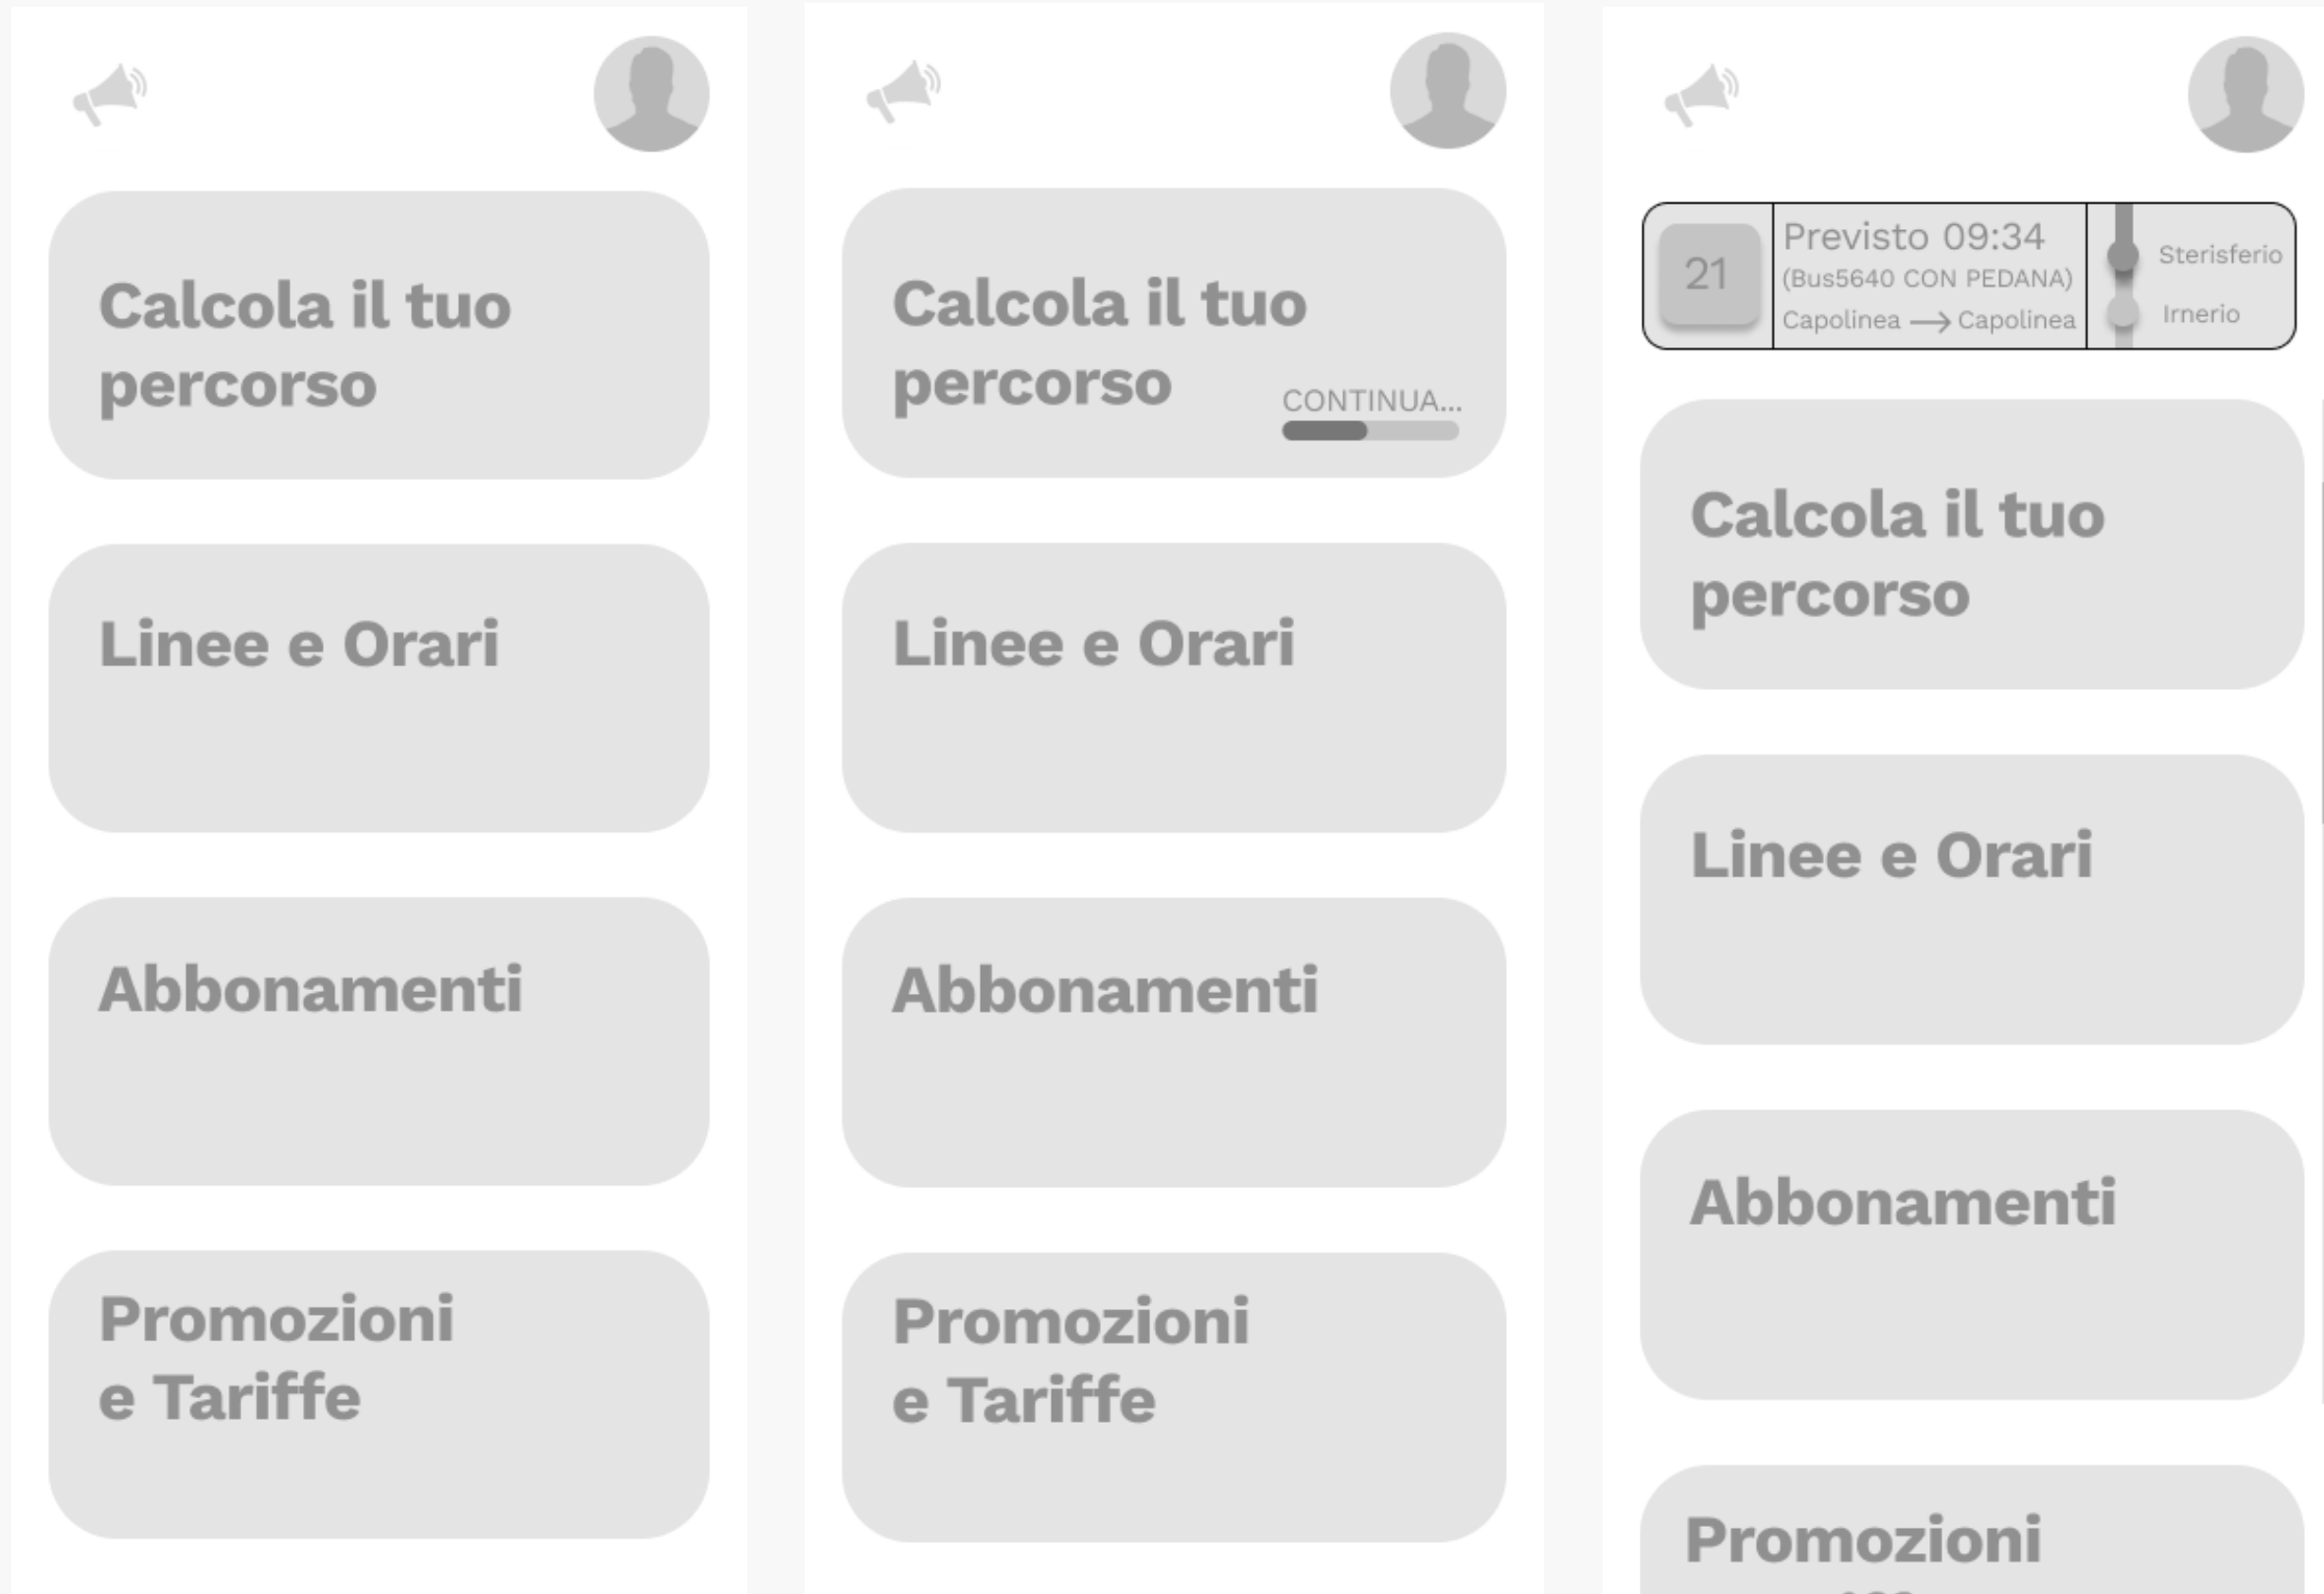 Calcola il tuo
percorso
Linee e Orari
Abbonamenti
Promozioni
e Tariffe
Calcola il tuo
percorso
CONTINUA...
Linee e Orari
Abbonamenti
Promozioni
e Tariffe
21
Previsto 09:34
(Bus5640 CON PEDANA)
Capolinea → Capolinea
Sterisferio
Irnerio
Calcola il tuo
percorso
Linee e Orari
Abbonamenti
Promozioni